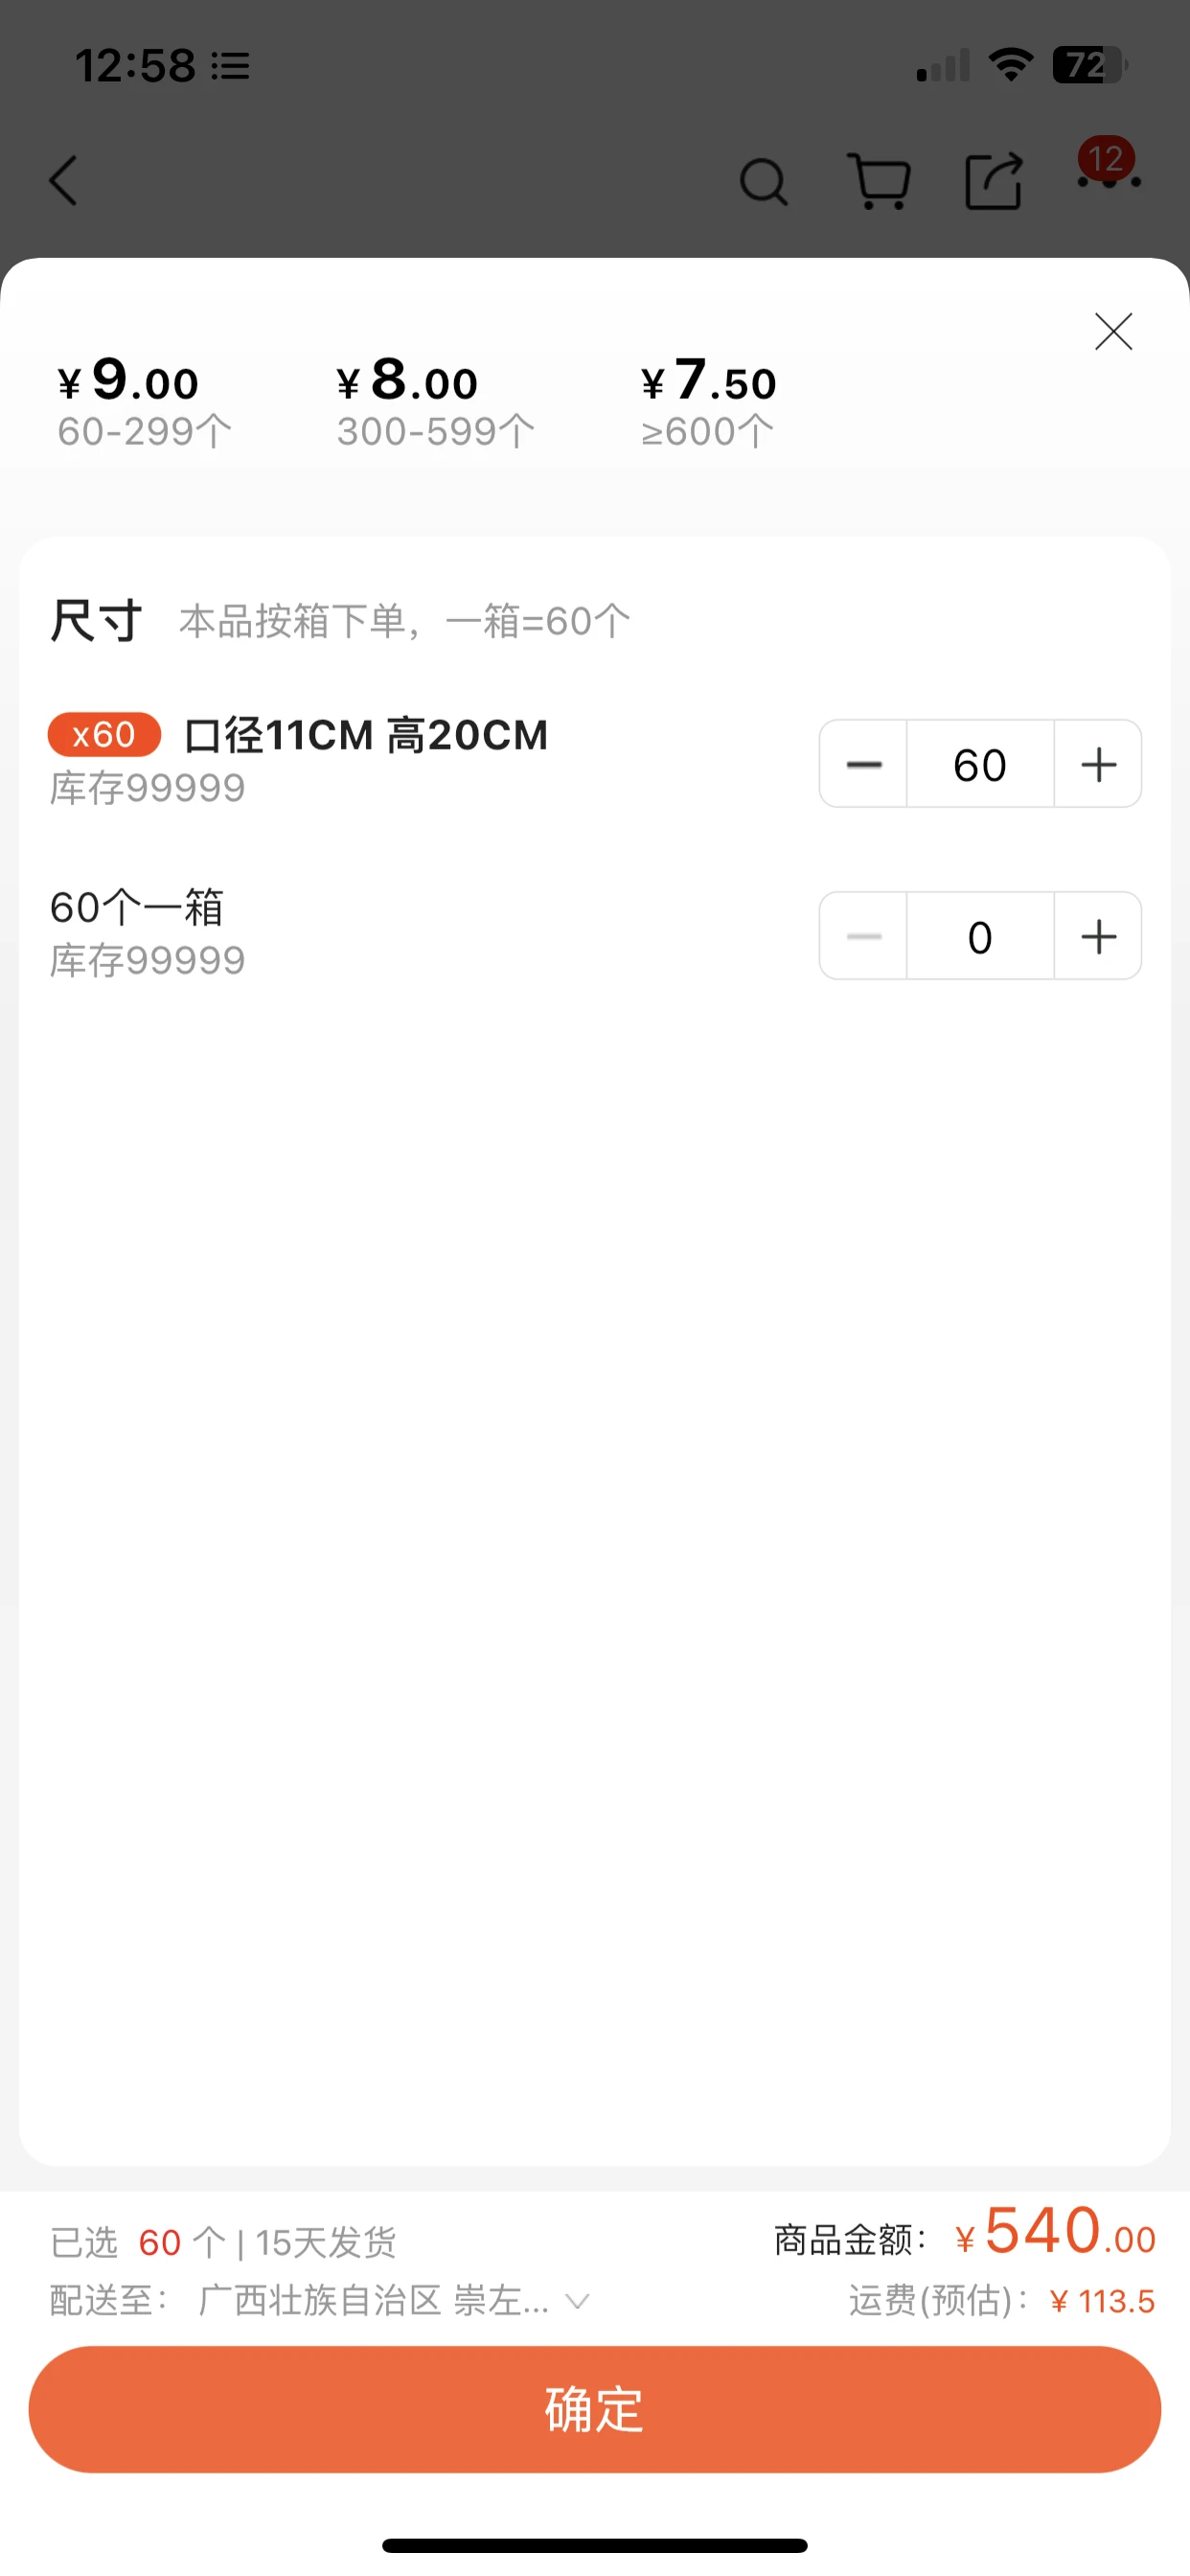 12:58
72
12
¥9.00 ¥8.00 ¥7.50
60-299个 300-599个 ≥600个
尺寸 本品按箱下单，一箱=60个
x60 口径11CM 高20CM
库存99999
60
60个一箱
库存99999
0
已选 60 个 | 15天发货 商品金额： ¥540.00
配送至： 广西壮族自治区 崇左... 运费(预估)： ¥113.5
确定